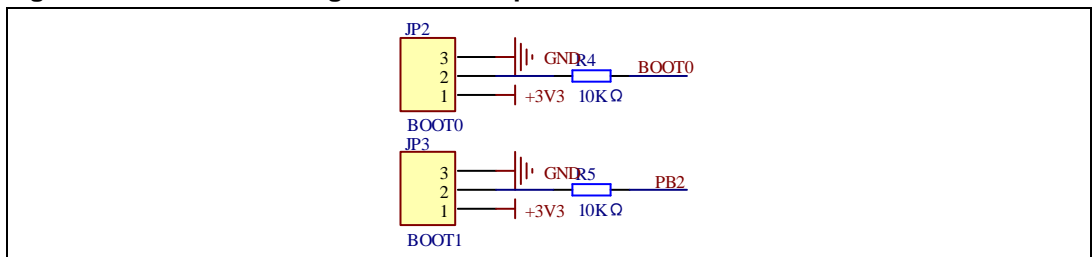 JP2
3 GND R4 BOOT0
2
1 +3V3 10KΩ
BOOT0
JP3
3 GND R5 PB2
2
1 +3V3 10KΩ
BOOT1